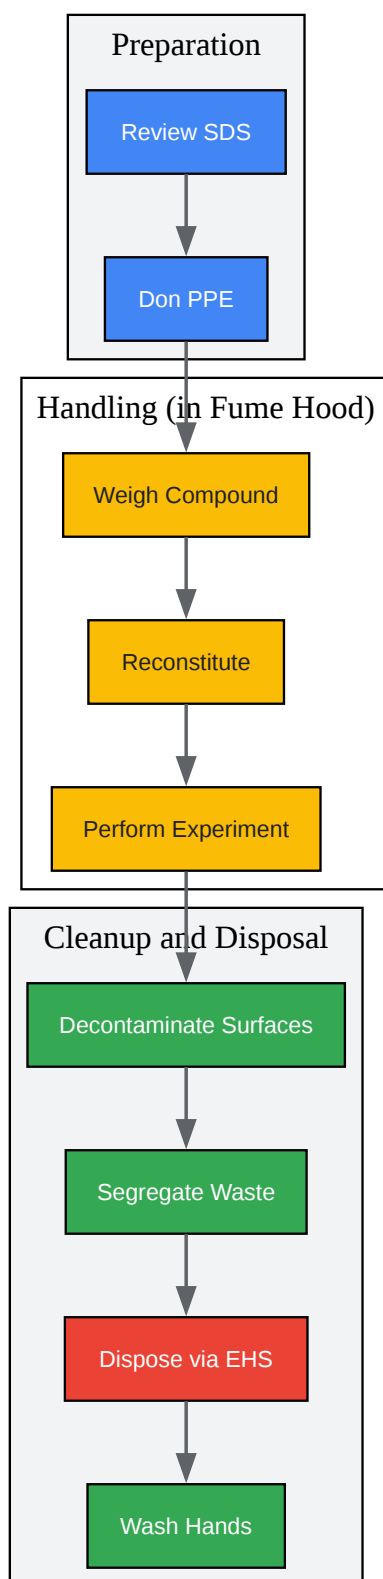 Preparation
Review SDS
Don PPE
Handling (in Fume Hood)
Weigh Compound
Reconstitute
Perform Experiment
Cleanup and Disposal
Decontaminate Surfaces
Segregate Waste
Dispose via EHS
Wash Hands